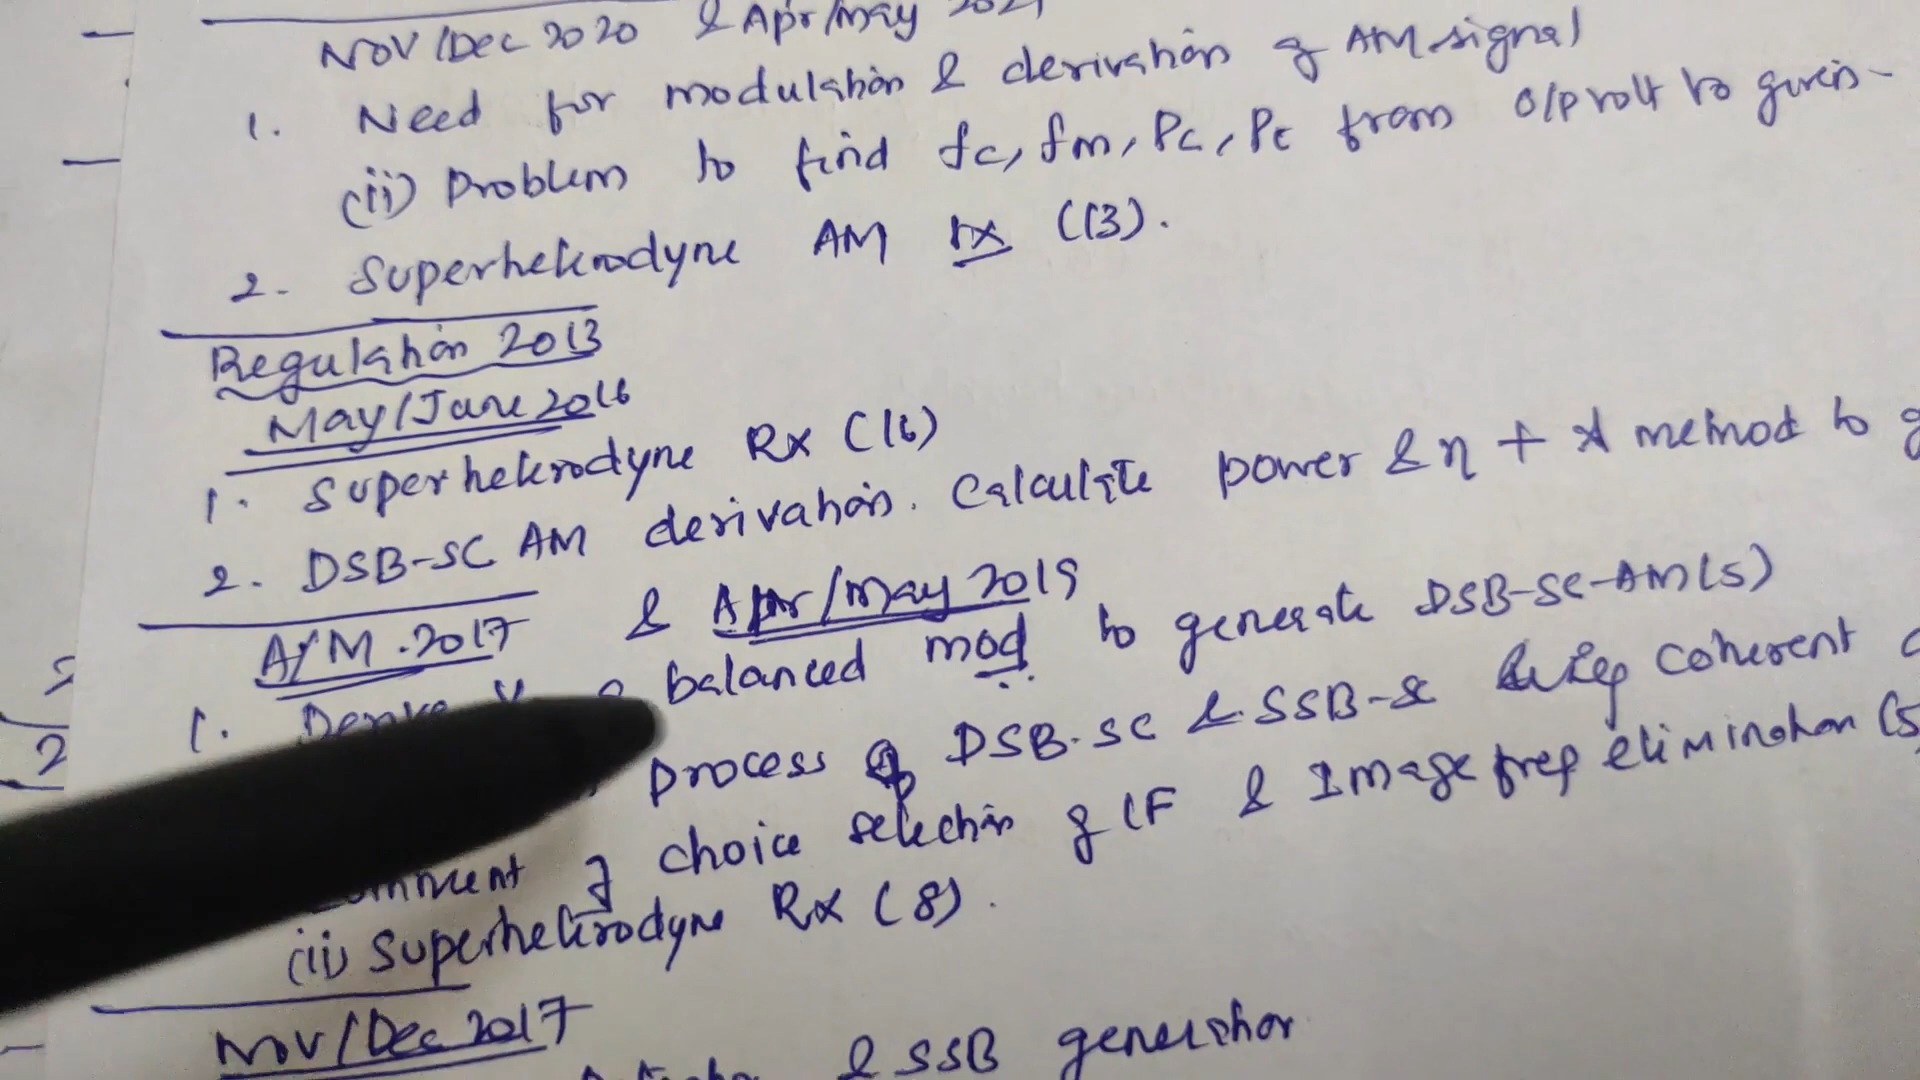 NOV/Dec 2020 & Apr/May 2021
1. Need for modulation & derivation of AM signal
(ii) Problem to find fc, fm, Pc, Pt from o/p volt to given-
2. Superheterodyne AM rx (13).
Regulation 2013
May/June 2016
1. Superheterodyne Rx (16)
2. DSB-SC AM derivation. Calculate power & η + method to
A/M.2017 & Apr/May 2019
1. balanced mod to generate DSB-SC-AM(5)
process of DSB-SC & SSB-SC coherent
choice selection of IF & Image freq elimination (5
(ii) Superheterodyne Rx (8).
Nov/Dec 2017
& SSB generation